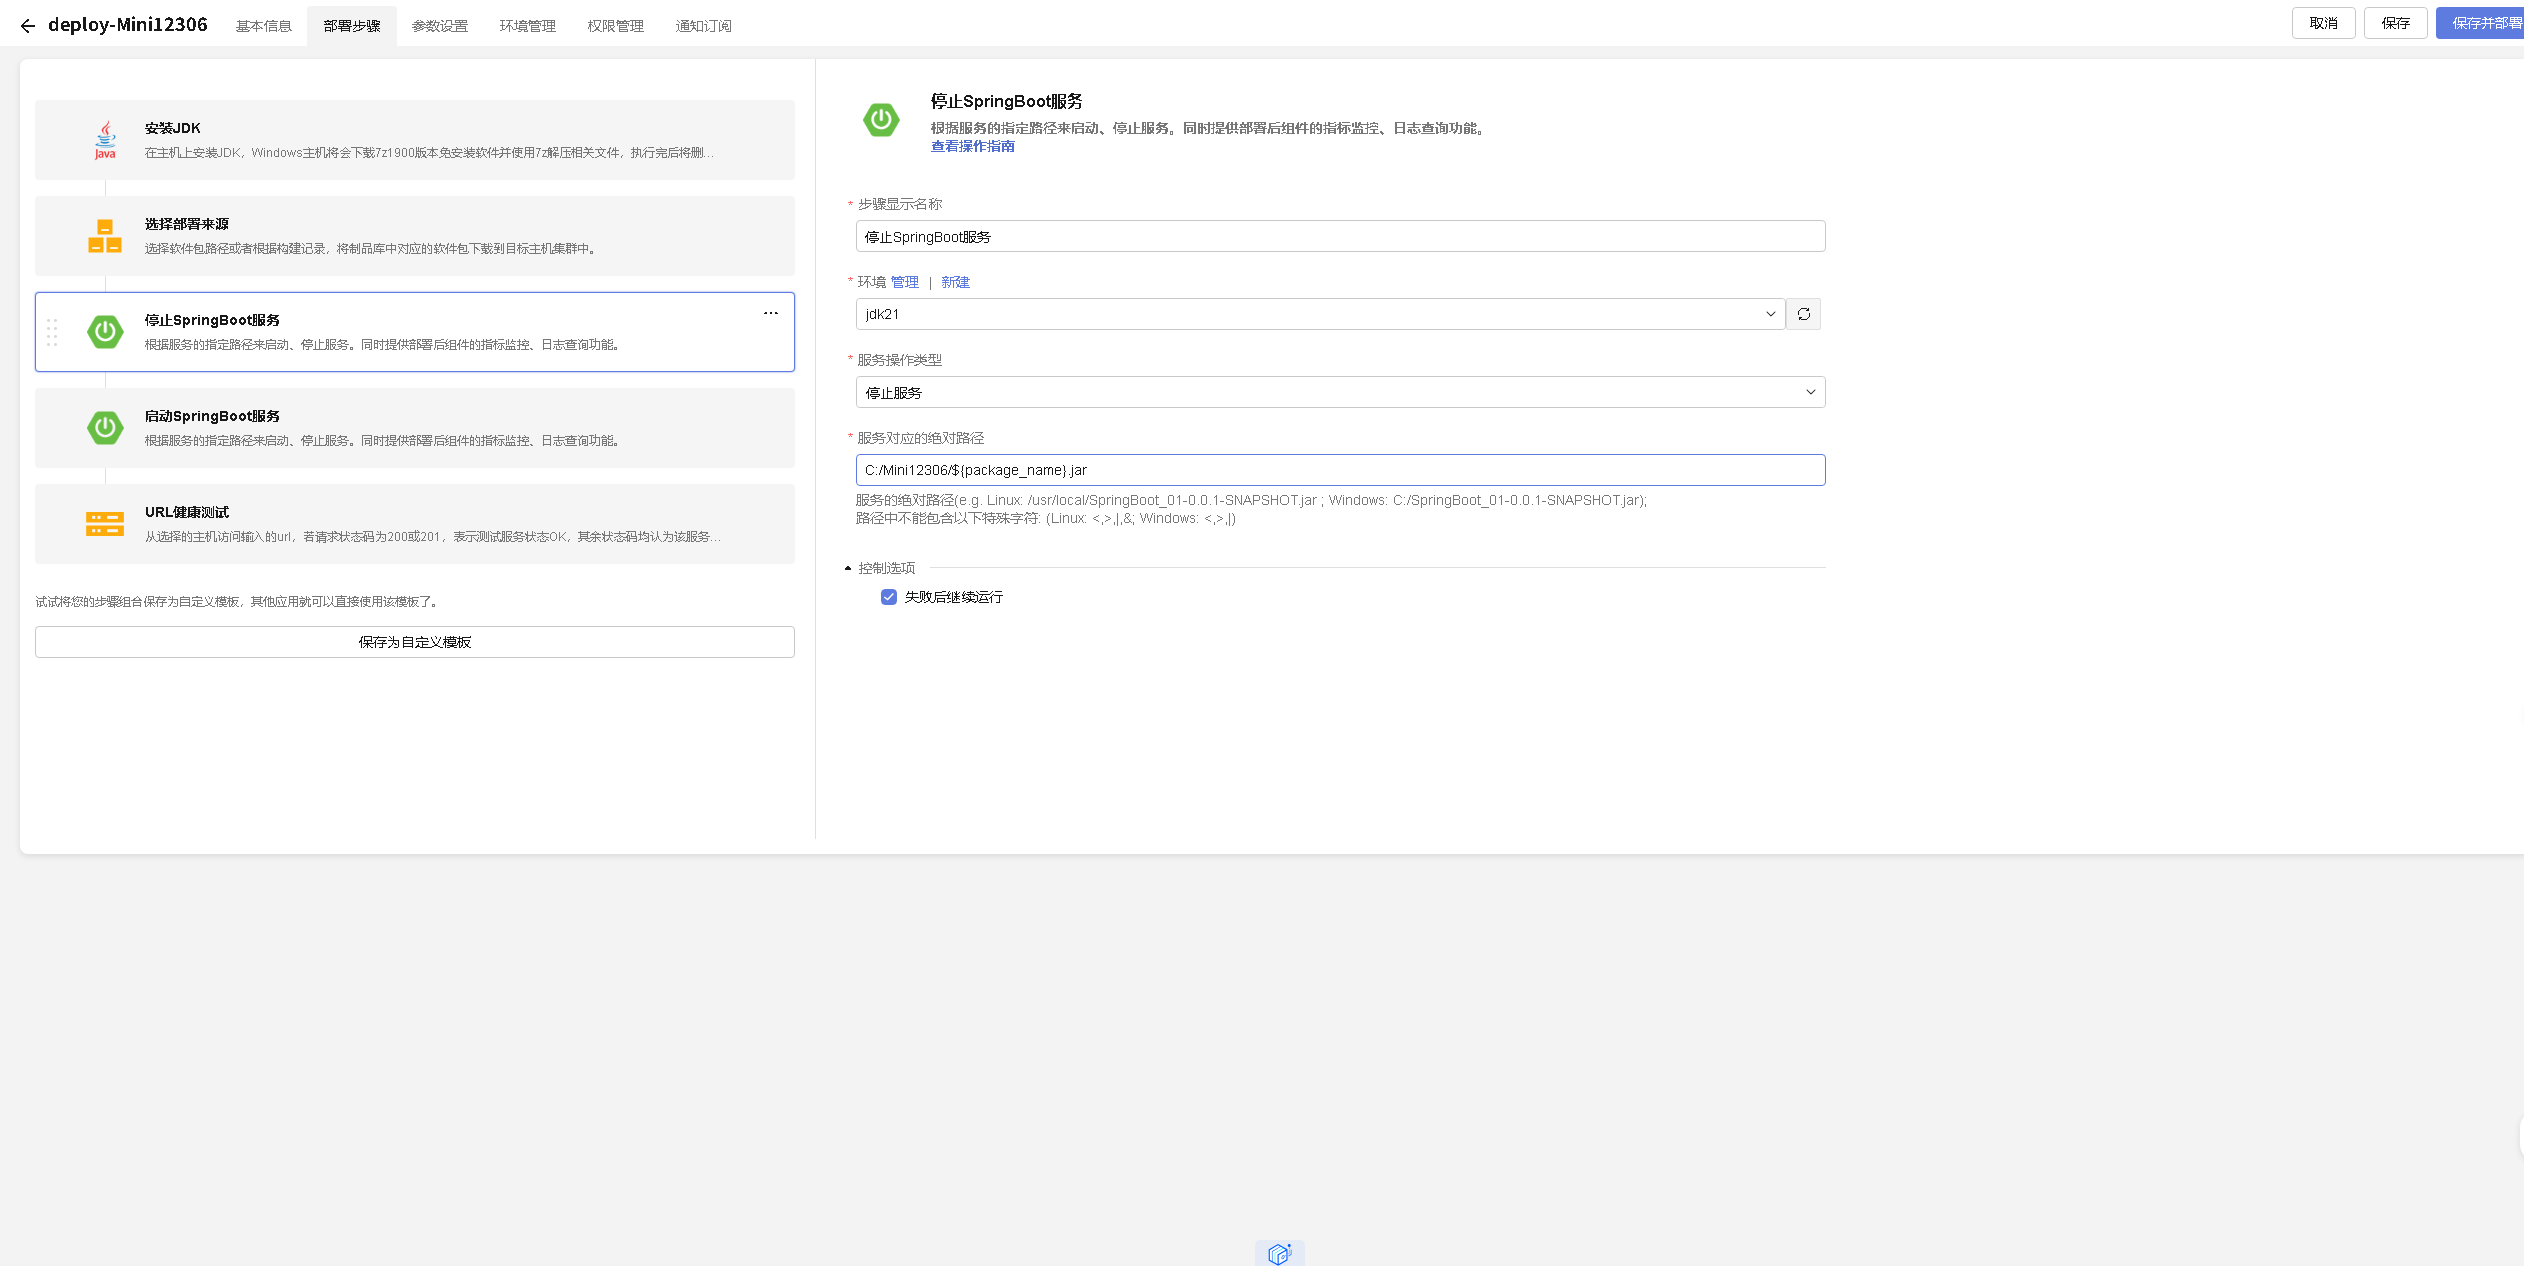 deploy-Mini12306
基本信息
部署步骤
参数设置
环境管理
权限管理
通知订阅
取消
保存
保存并部署
安装JDK
在主机上安装JDK，Windows主机将会下载7z1900版本免安装软件并使用7z解压相关文件，执行完后将删...
选择部署来源
选择软件包路径或者根据构建记录，将制品库中对应的软件包下载到目标主机集群中。
停止SpringBoot服务
根据服务的指定路径来启动、停止服务。同时提供部署后组件的指标监控、日志查询功能。
启动SpringBoot服务
根据服务的指定路径来启动、停止服务。同时提供部署后组件的指标监控、日志查询功能。
URL健康测试
从选择的主机访问输入的url，若请求状态码为200或201，表示测试服务状态OK，其余状态码均认为该服务...
试试将您的步骤组合保存为自定义模板，其他应用就可以直接使用该模板了。
保存为自定义模板
停止SpringBoot服务
根据服务的指定路径来启动、停止服务。同时提供部署后组件的指标监控、日志查询功能。
查看操作指南
* 步骤显示名称
停止SpringBoot服务
* 环境 管理 | 新建
jdk21
* 服务操作类型
停止服务
* 服务对应的绝对路径
C:/Mini12306/${package_name}.jar
服务的绝对路径(e.g. Linux: /usr/local/SpringBoot_01-0.0.1-SNAPSHOT.jar ; Windows: C:/SpringBoot_01-0.0.1-SNAPSHOT.jar);
路径中不能包含以下特殊字符: (Linux: <,>,|,&; Windows: <,>,|)
控制选项
失败后继续运行
Java